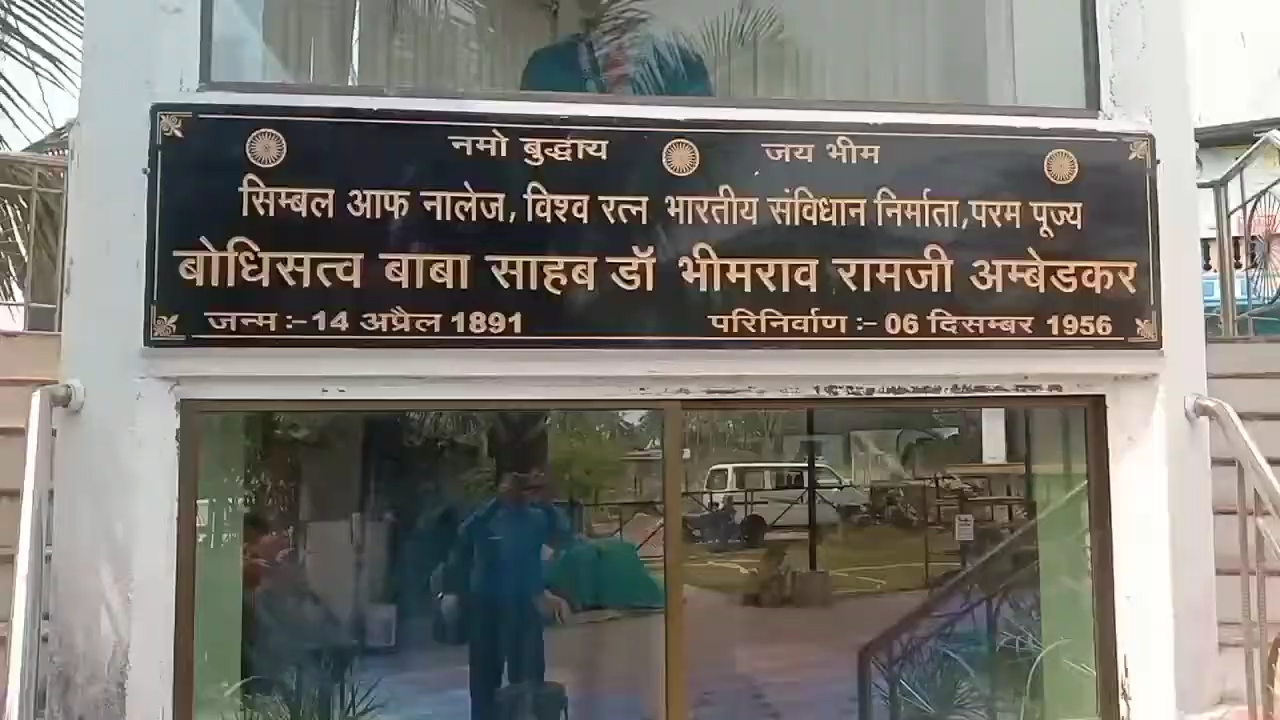 नमो बुद्धाय जय भीम
सिम्बल आफ नालेज, विश्व रत्न भारतीय संविधान निर्माता, परम पूज्य
बोधिसत्व बाबा साहब डॉ भीमराव रामजी अम्बेडकर
जन्म :- 14 अप्रैल 1891 परिनिर्वाण :- 06 दिसम्बर 1956